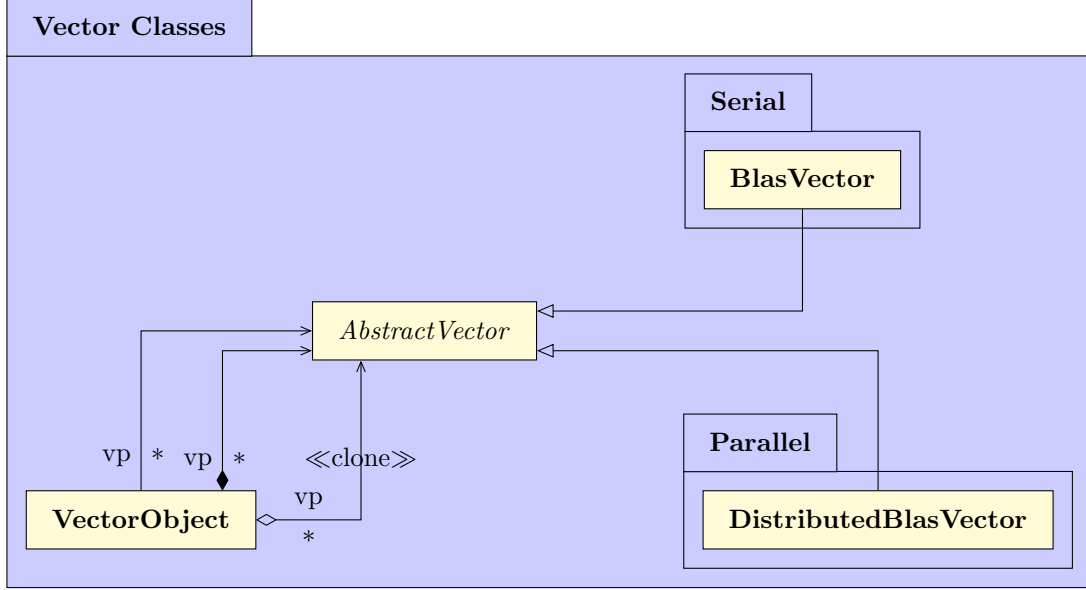 Vector Classes
Serial
BlasVector
AbstractVector
Parallel
vp * vp * ≪clone≫
vp
VectorObject
DistributedBlasVector
*